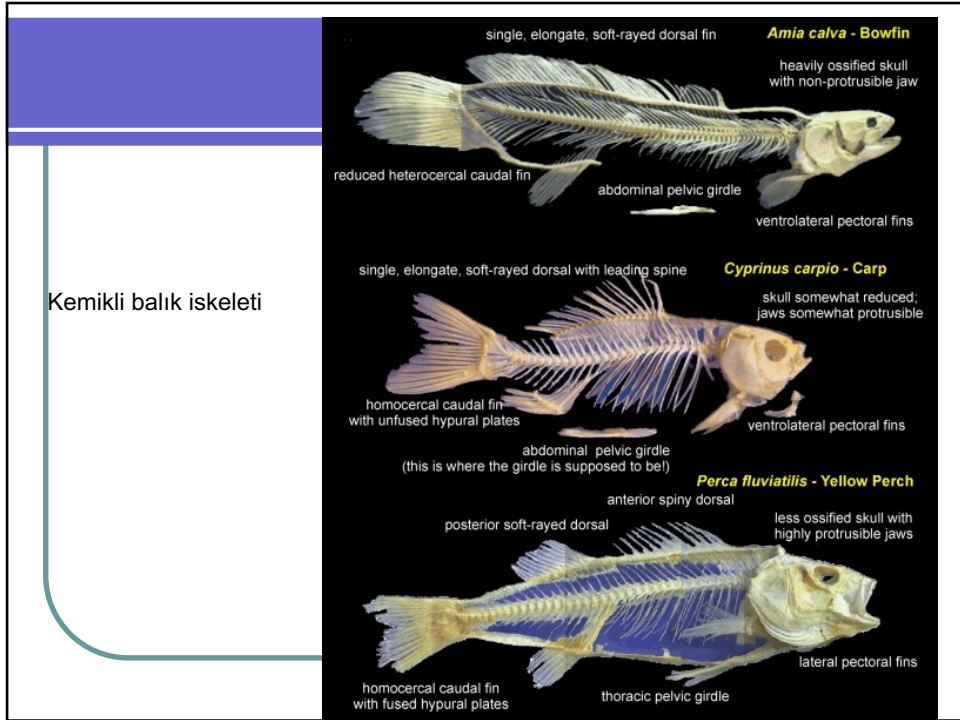 Kemikli balık iskeleti
single, elongate, soft-rayed dorsal fin
Amia calva - Bowfin
heavily ossified skull
with non-protrusible jaw
reduced heterocercal caudal fin
abdominal pelvic girdle
ventrolateral pectoral fins
single, elongate, soft-rayed dorsal with leading spine
Cyprinus carpio - Carp
skull somewhat reduced;
jaws somewhat protrusible
homocercal caudal fin
with unfused hypural plates
ventrolateral pectoral fins
abdominal pelvic girdle
(this is where the girdle is supposed to be!)
Perca fluviatilis - Yellow Perch
anterior spiny dorsal
posterior soft-rayed dorsal
less ossified skull with
highly protrusible jaws
lateral pectoral fins
homocercal caudal fin
with fused hypural plates
thoracic pelvic girdle